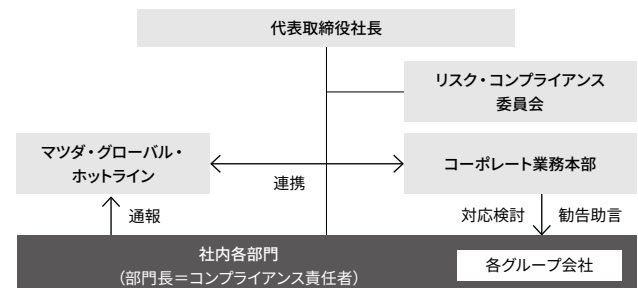 代表取締役社長
リスク・コンプライアンス
委員会
マツダ・グローバル・
ホットライン
連携
コーポレート業務本部
通報
対応検討
勧告助言
社内各部門
（部門長＝コンプライアンス責任者）
各グループ会社